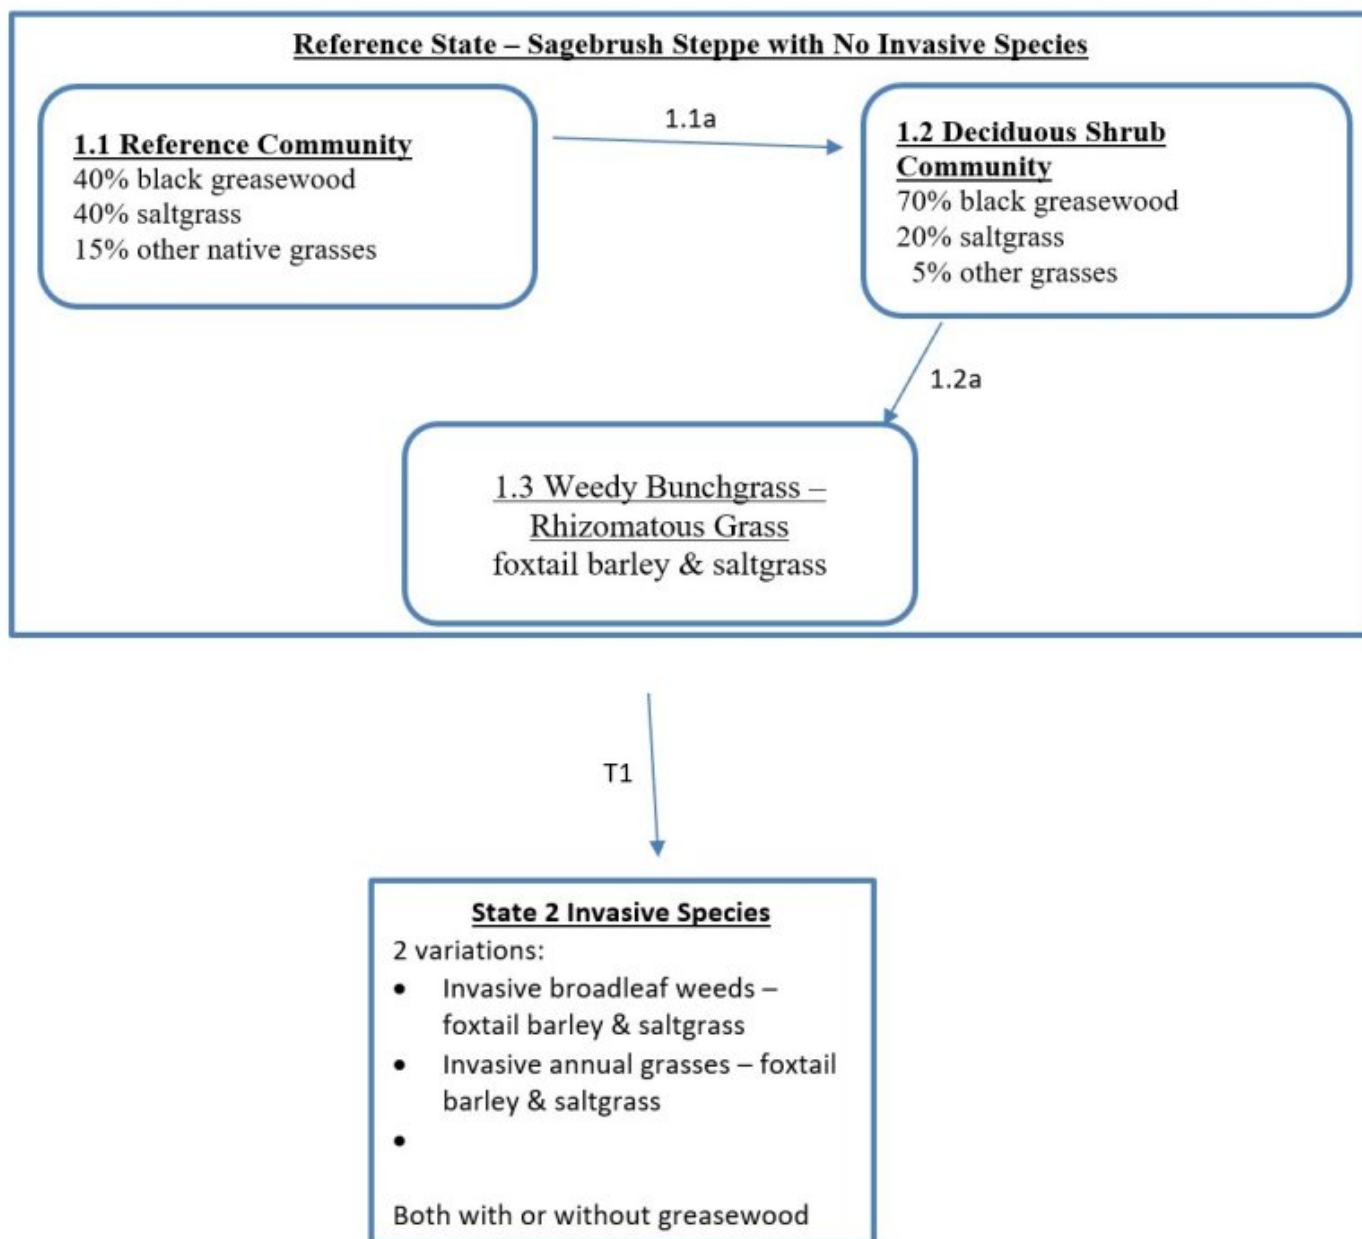 Reference State – Sagebrush Steppe with No Invasive Species
1.1 Reference Community
40% black greasewood
40% saltgrass
15% other native grasses
1.1a
1.2 Deciduous Shrub
Community
70% black greasewood
20% saltgrass
5% other grasses
1.2a
1.3 Weedy Bunchgrass –
Rhizomatous Grass
foxtail barley & saltgrass
T1
State 2 Invasive Species
2 variations:
• Invasive broadleaf weeds –
foxtail barley & saltgrass
• Invasive annual grasses – foxtail
barley & saltgrass
•
Both with or without greasewood